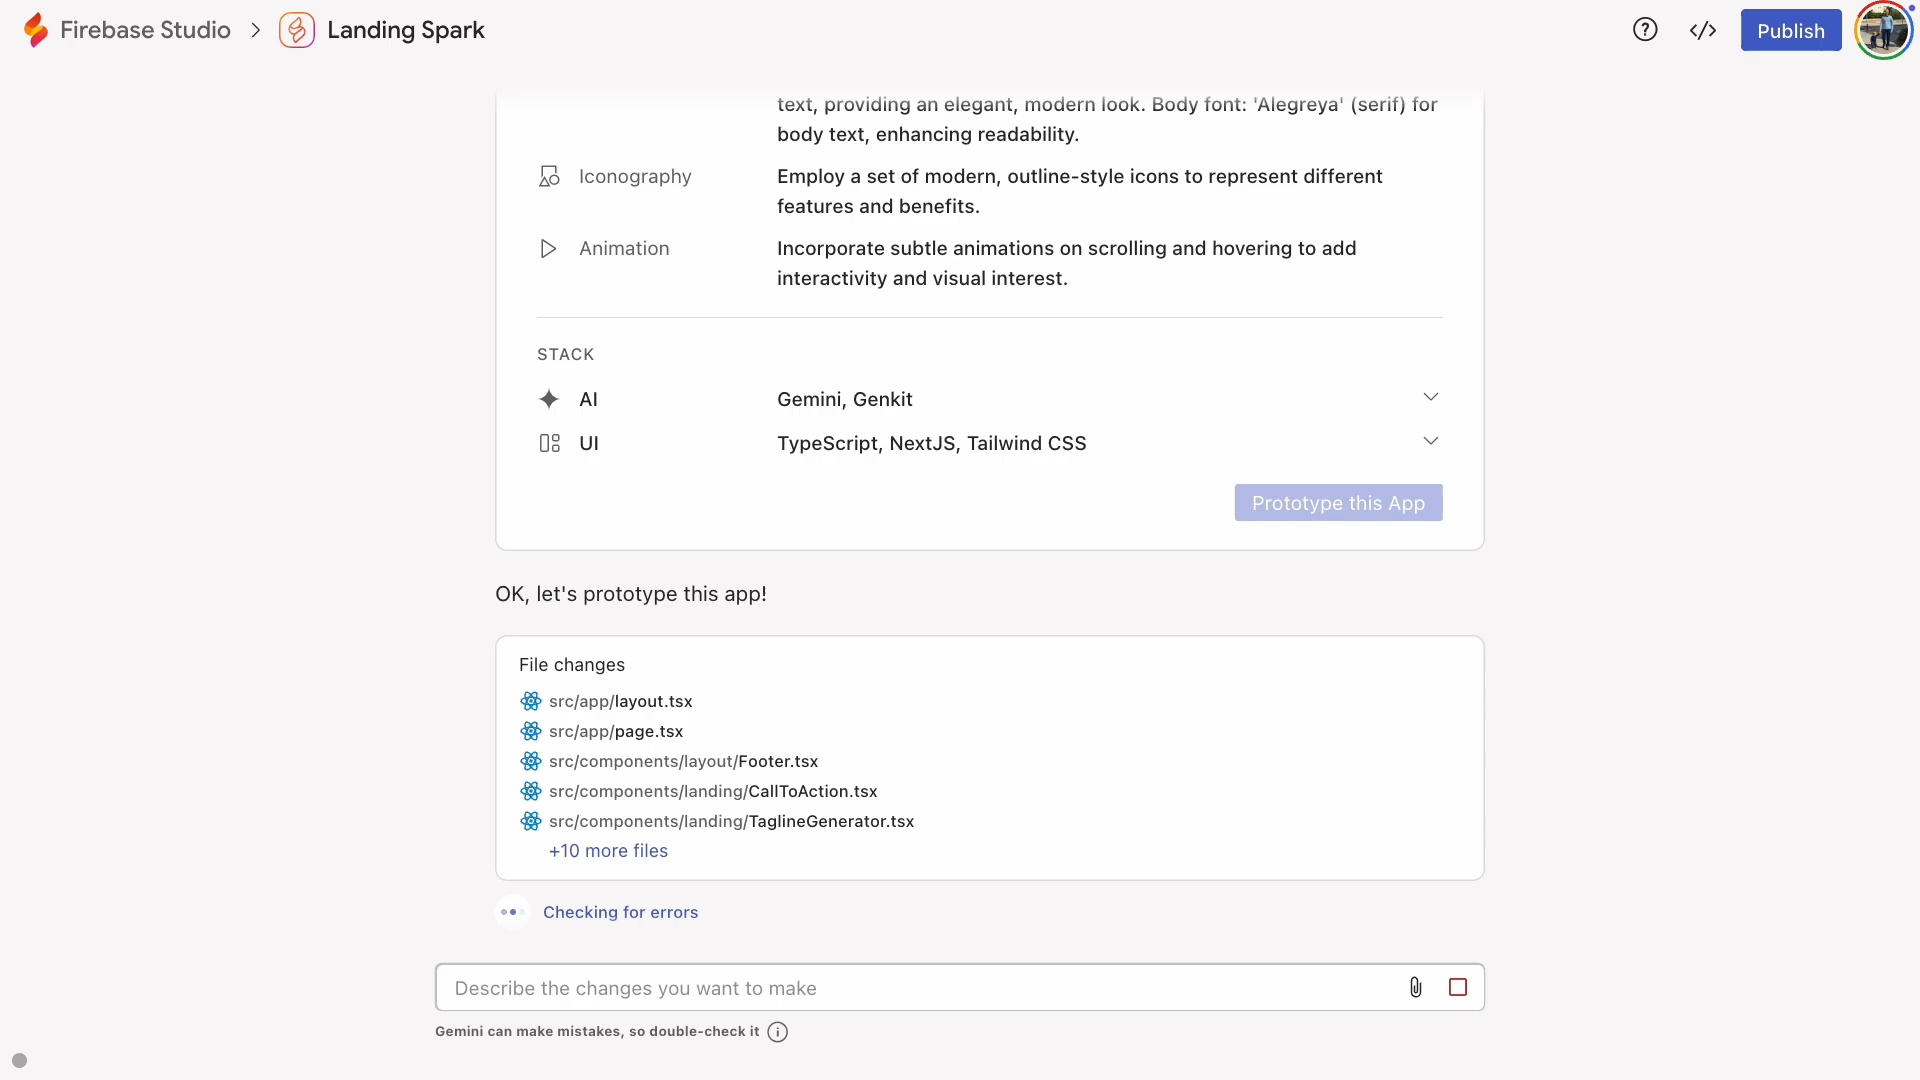 Firebase Studio
Landing Spark
Publish
text, providing an elegant, modern look. Body font: 'Alegreya' (serif) for
body text, enhancing readability.
Iconography
Employ a set of modern, outline-style icons to represent different
features and benefits.
Animation
Incorporate subtle animations on scrolling and hovering to add
interactivity and visual interest.
STACK
AI
Gemini, Genkit
UI
TypeScript, NextJS, Tailwind CSS
Prototype this App
OK, let's prototype this app!
File changes
src/app/layout.tsx
src/app/page.tsx
src/components/layout/Footer.tsx
src/components/landing/CallToAction.tsx
src/components/landing/TaglineGenerator.tsx
+10 more files
Checking for errors
Describe the changes you want to make
Gemini can make mistakes, so double-check it